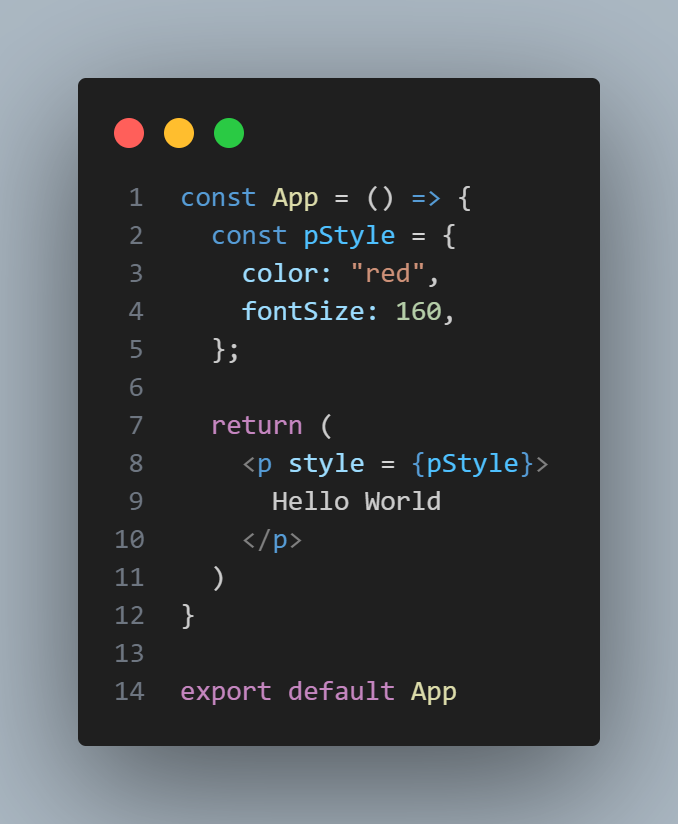 1 const App = () => {
2   const pStyle = {
3     color: "red",
4     fontSize: 160,
5   };
6
7   return (
8     <p style = {pStyle}>
9       Hello World
10     </p>
11   )
12 }
13
14 export default App